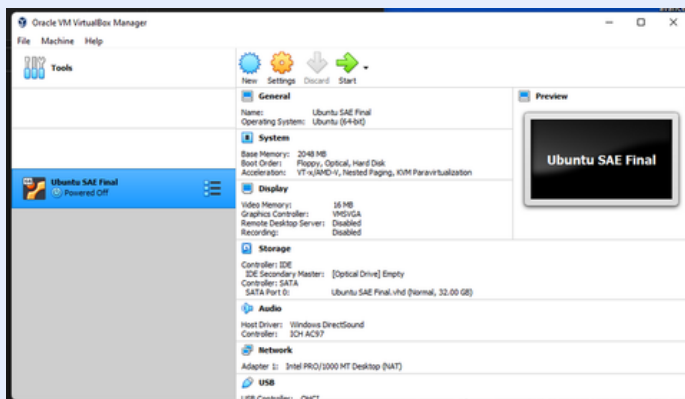 Oracle VM VirtualBox Manager
File Machine Help
Tools
New Settings Discard Start
Ubuntu SAE Final
Powered Off
General
Name: Ubuntu SAE Final
Operating System: Ubuntu (64-bit)
System
Base Memory: 2048 MB
Boot Order: Floppy, Optical, Hard Disk
Acceleration: VT-x/AMD-V, Nested Paging, KVM Paravirtualization
Display
Video Memory: 16 MB
Graphics Controller: VMSVGA
Remote Desktop Server: Disabled
Recording: Disabled
Storage
Controller: IDE
IDE Secondary Master: [Optical Drive] Empty
Controller: SATA
SATA Port 0: Ubuntu SAE Final.vhd (Normal, 32.00 GB)
Audio
Host Driver: Windows DirectSound
Controller: ICH AC97
Network
Adapter 1: Intel PRO/1000 MT Desktop (NAT)
USB
USB Controller: OHCI
Preview
Ubuntu SAE Final